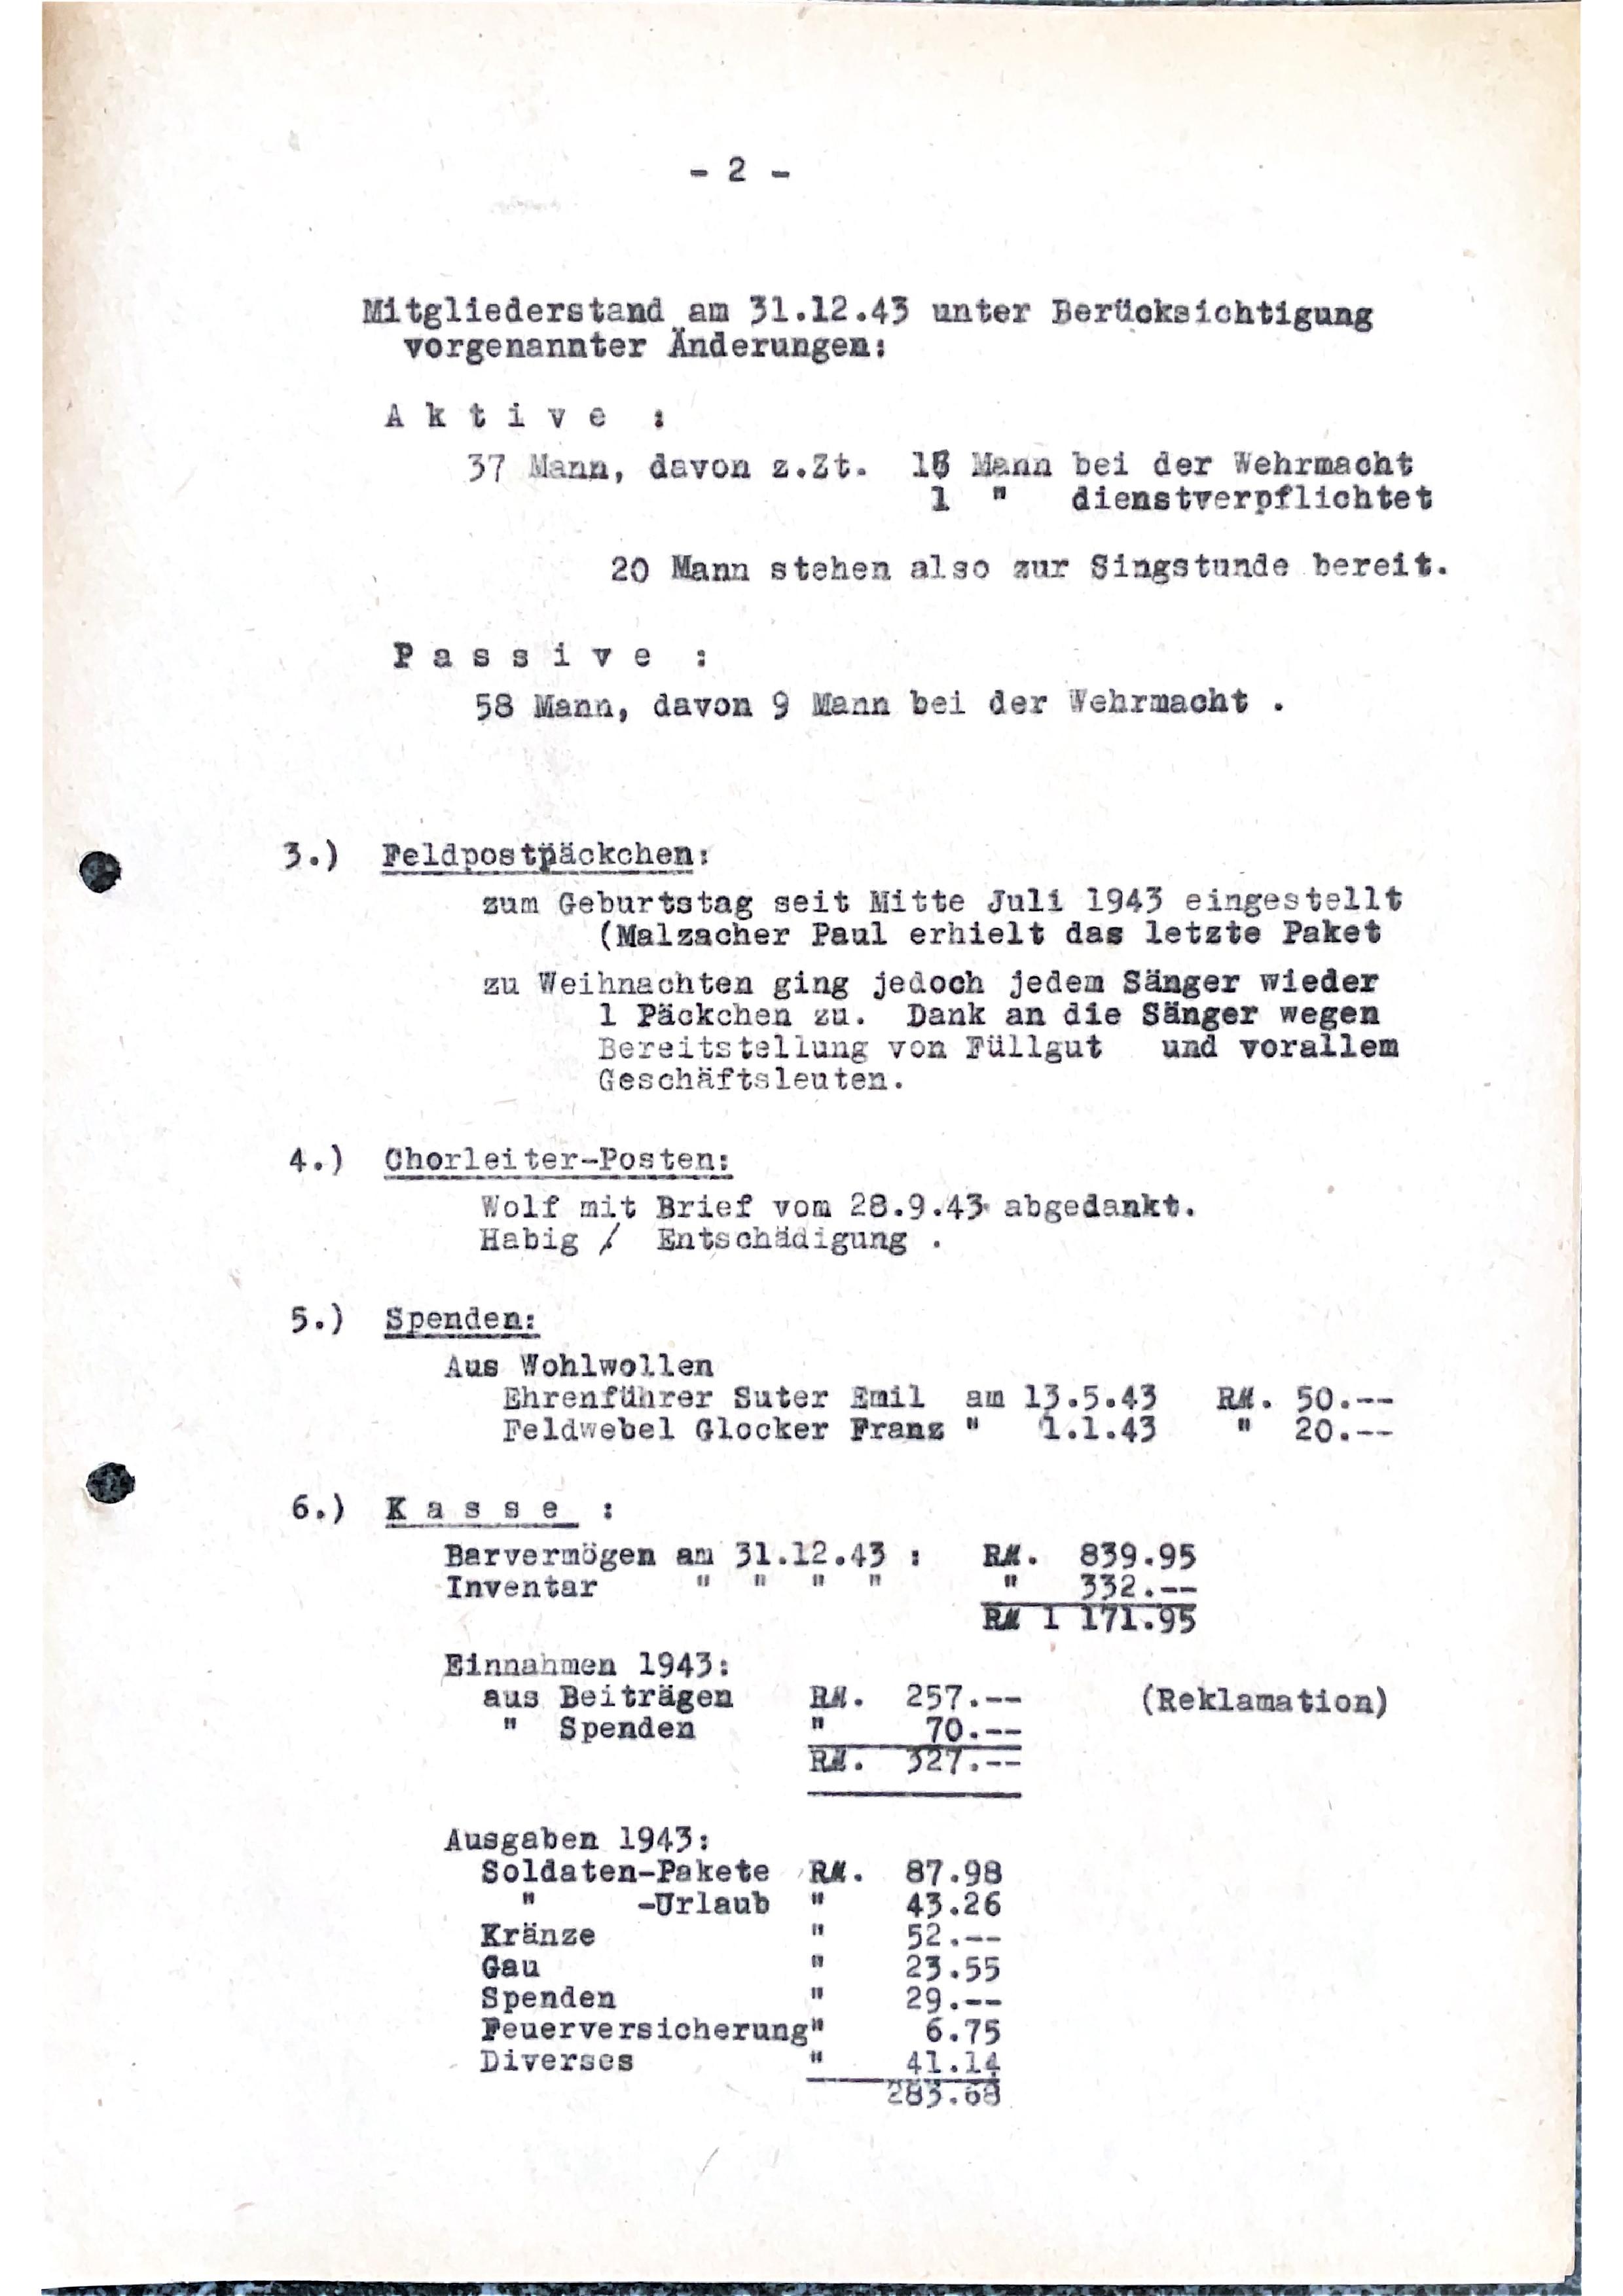 - 2 -
Mitgliederstand am 31.12.43 unter Berücksichtigung
vorgenannter Änderungen:
A k t i v e :
37 Mann, davon z.Zt. 16 Mann bei der Wehrmacht
1 " dienstverpflichtet
20 Mann stehen also zur Singstunde bereit.
P a s s i v e :
58 Mann, davon 9 Mann bei der Wehrmacht .
3.) Feldpostpäckchen:
zum Geburtstag seit Mitte Juli 1943 eingestellt
(Malzacher Paul erhielt das letzte Paket
zu Weihnachten ging jedoch jedem Sänger wieder
1 Päckchen zu. Dank an die Sänger wegen
Bereitstellung von Füllgut und vorallem
Geschäftsleuten.
4.) Chorleiter-Posten:
Wolf mit Brief vom 28.9.43 abgedankt.
Habig / Entschädigung .
5.) Spenden:
Aus Wohlwollen
Ehrenführer Suter Emil am 13.5.43 RM. 50.--
Feldwebel Glocker Franz " 1.1.43 " 20.--
6.) K a s s e :
Barvermögen am 31.12.43 : RM. 839.95
Inventar " " " " " 332.--
RM 1 171.95
Einnahmen 1943:
aus Beiträgen RM. 257.-- (Reklamation)
" Spenden " 70.--
RM. 327.--
Ausgaben 1943:
Soldaten-Pakete RM. 87.98
" -Urlaub " 43.26
Kränze " 52.--
Gau " 23.55
Spenden " 29.--
Feuerversicherung" 6.75
Diverses " 41.14
283.68